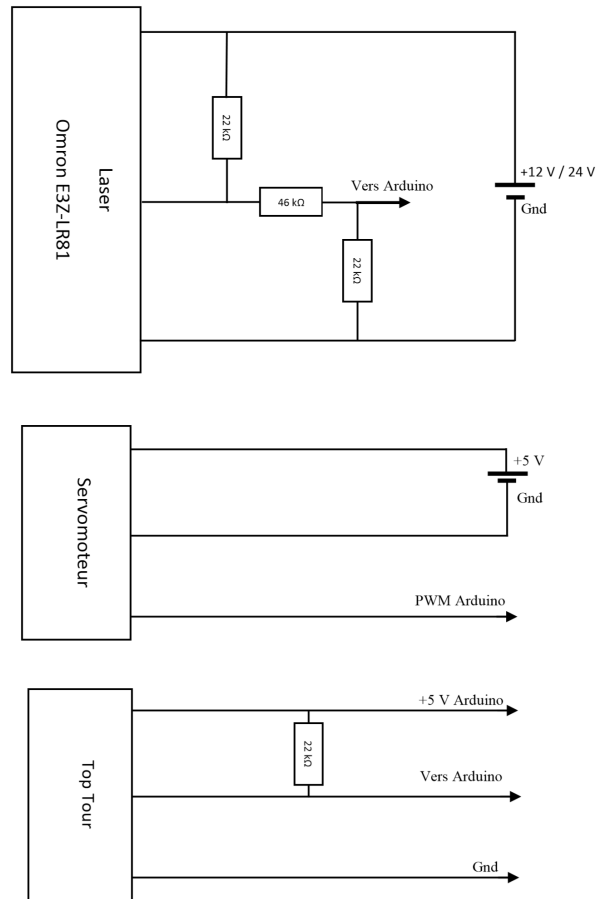 Laser
Omron E3Z-LR81
22 kΩ
46 kΩ
Vers Arduino
22 kΩ
+12 V / 24 V
Gnd
Servomoteur
+5 V
Gnd
PWM Arduino
Top Tour
22 kΩ
+5 V Arduino
Vers Arduino
Gnd